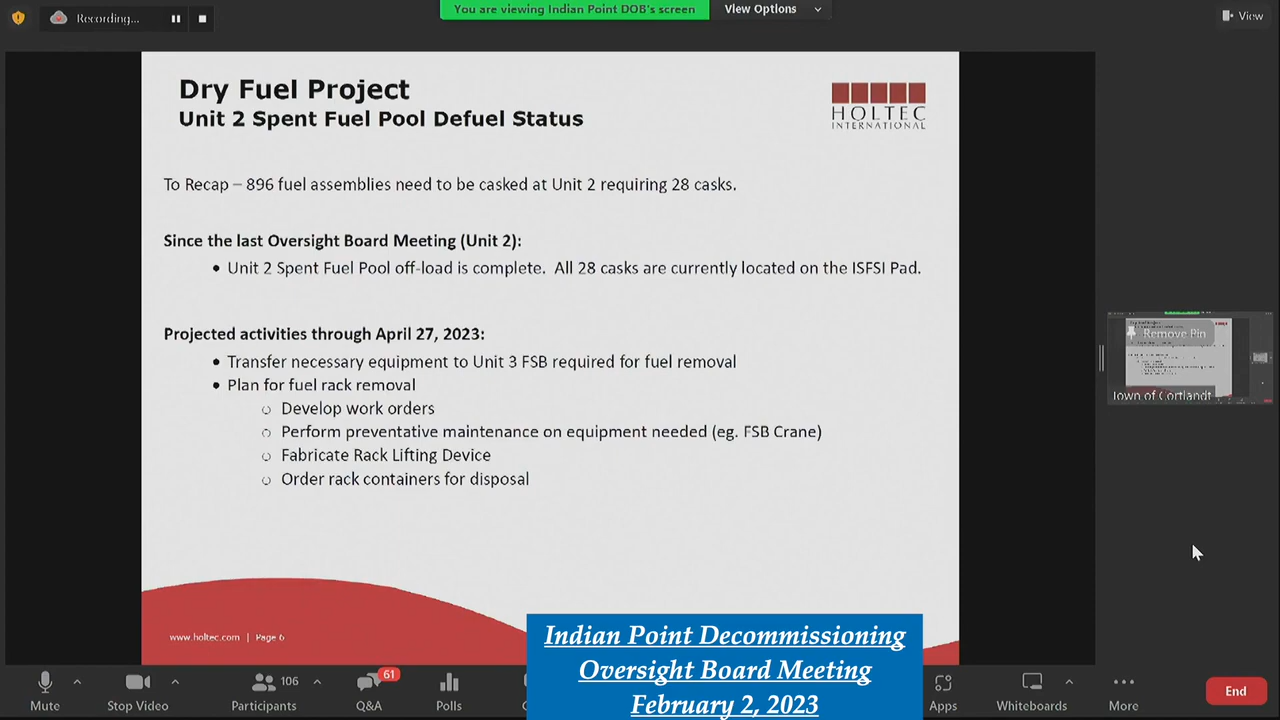 Recording...
You are viewing Indian Point DOB's screen
View Options
View
Dry Fuel Project
Unit 2 Spent Fuel Pool Defuel Status
HOLTEC
INTERNATIONAL
To Recap – 896 fuel assemblies need to be casked at Unit 2 requiring 28 casks.
Since the last Oversight Board Meeting (Unit 2):
• Unit 2 Spent Fuel Pool off-load is complete. All 28 casks are currently located on the ISFSI Pad.
Projected activities through April 27, 2023:
• Transfer necessary equipment to Unit 3 FSB required for fuel removal
• Plan for fuel rack removal
○ Develop work orders
○ Perform preventative maintenance on equipment needed (eg. FSB Crane)
○ Fabricate Rack Lifting Device
○ Order rack containers for disposal
Remove Pin
Town of Cortlandt
www.holtec.com | Page 6
Indian Point Decommissioning
Oversight Board Meeting
February 2, 2023
106
61
Mute
Stop Video
Participants
Q&A
Polls
Apps
Whiteboards
More
End